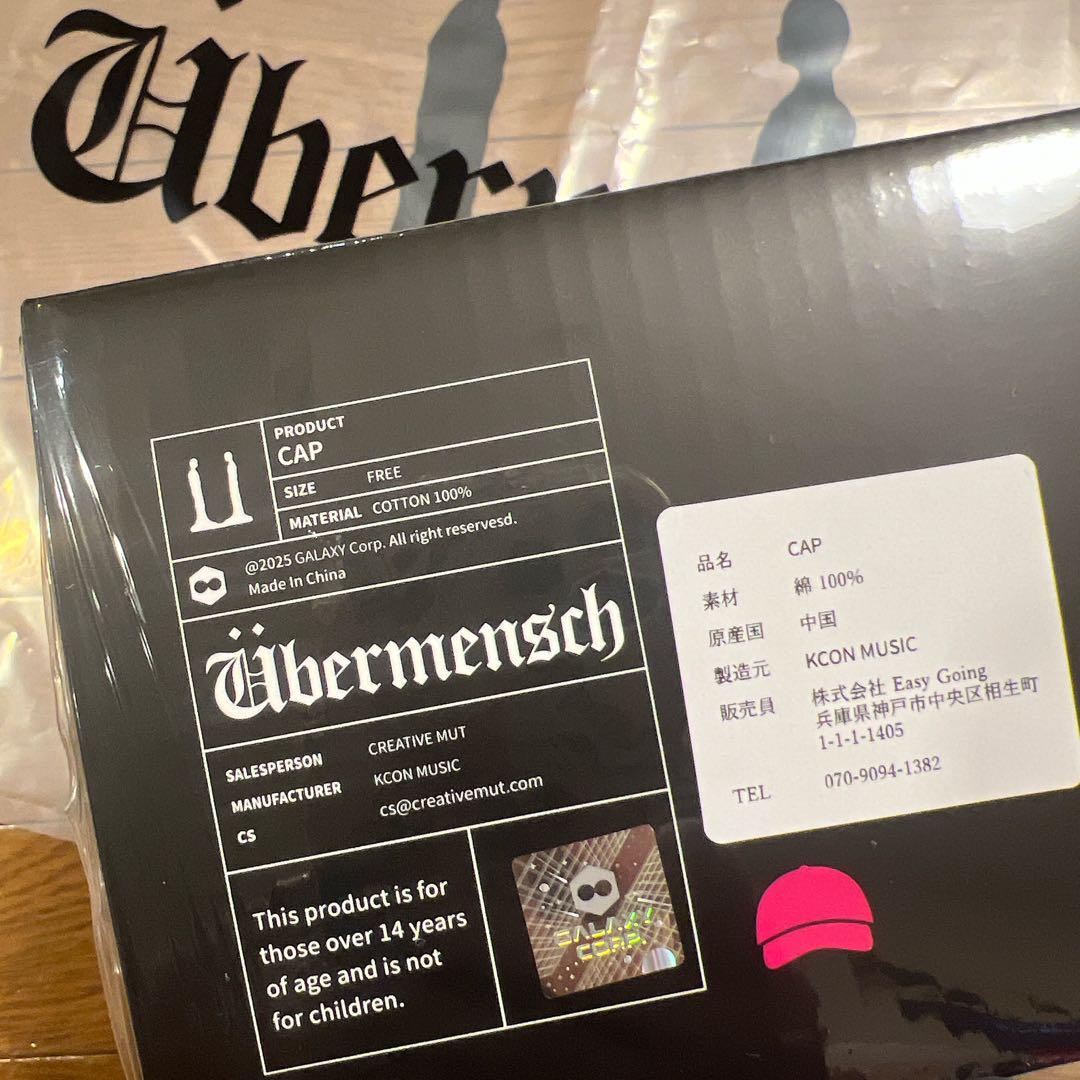 Überm
PRODUCT
CAP
SIZE FREE
MATERIAL COTTON 100%
@2025 GALAXY Corp. All right reservesd.
Made In China
Übermensch
SALESPERSON CREATIVE MUT
MANUFACTURER KCON MUSIC
CS cs@creativemut.com
This product is for
those over 14 years
of age and is not
for children.
GALAXY
CORP.
品名 CAP
素材 綿 100%
原産国 中国
製造元 KCON MUSIC
販売員 株式会社 Easy Going
兵庫県神戸市中央区相生町
1-1-1-1405
TEL 070-9094-1382